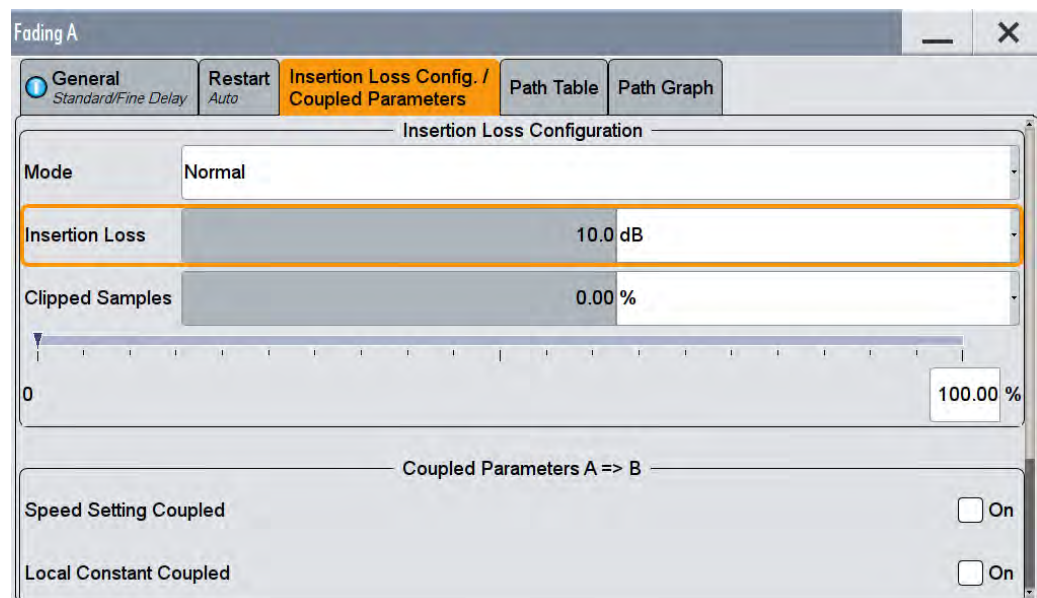 Fading A
General
Standard/Fine Delay
Restart
Auto
Insertion Loss Config. /
Coupled Parameters
Path Table
Path Graph
Insertion Loss Configuration
Mode Normal
Insertion Loss 10.0 dB
Clipped Samples 0.00 %
0 100.00 %
Coupled Parameters A => B
Speed Setting Coupled On
Local Constant Coupled On